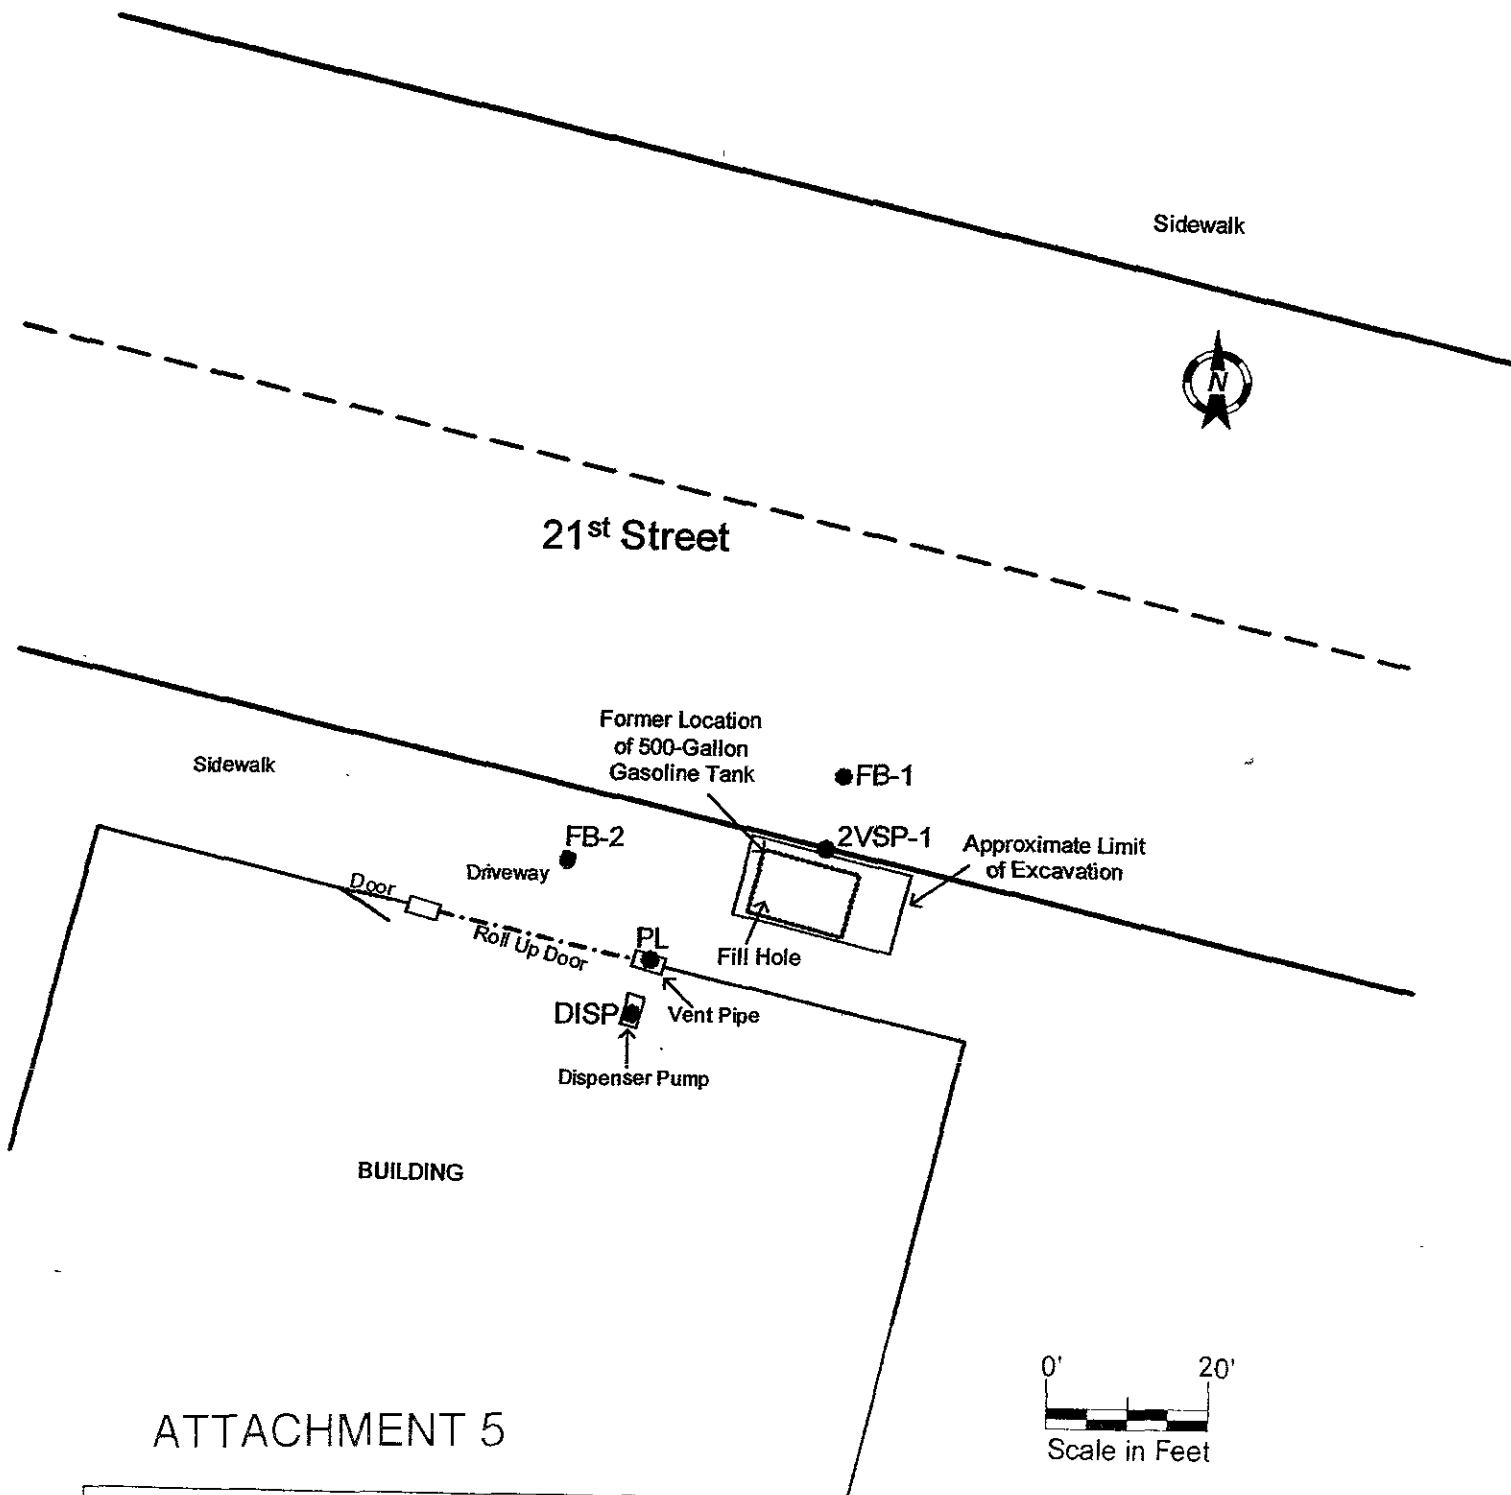 Sidewalk
N
21st Street
Former Location
of 500-Gallon
Gasoline Tank
FB-1
Sidewalk
FB-2
2VSP-1
Approximate Limit
of Excavation
Driveway
Door
Roll Up Door
PL
Fill Hole
DISP
Vent Pipe
Dispenser Pump
BUILDING
0' 20'
Scale in Feet
ATTACHMENT 5